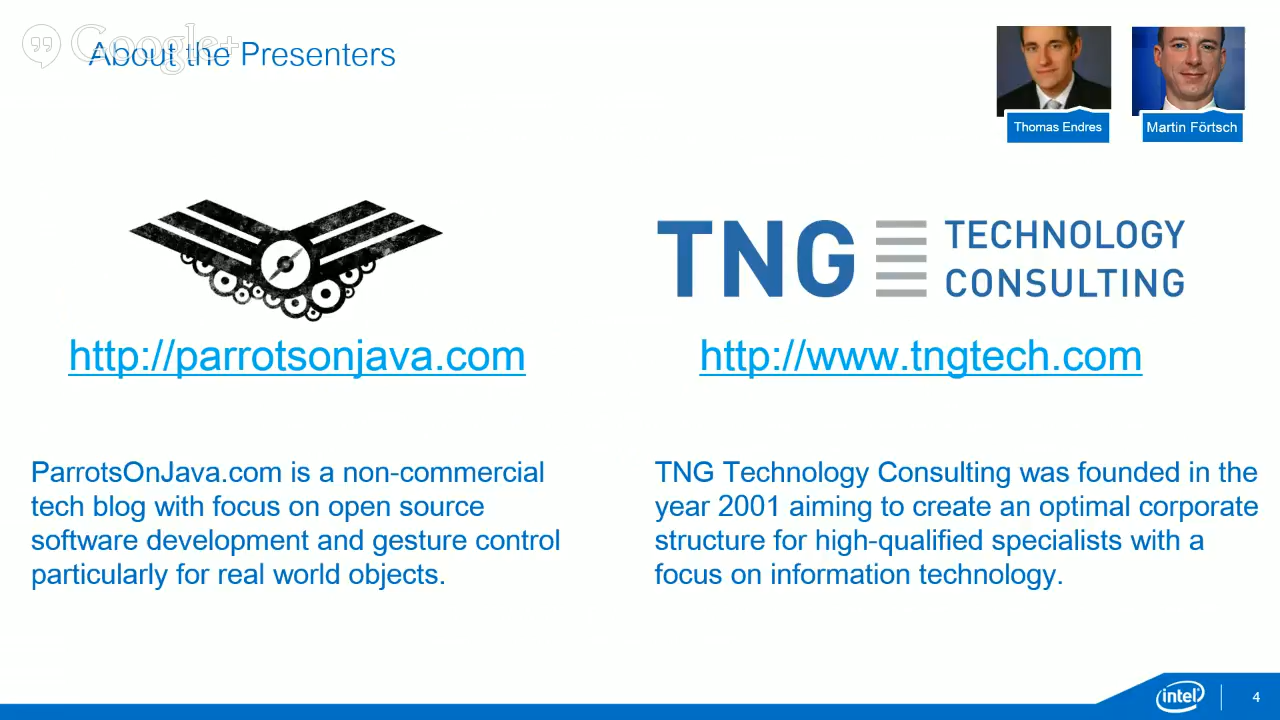 Google+
About the Presenters
Thomas Endres
Martin Förtsch
TNG TECHNOLOGY
CONSULTING
http://parrotsonjava.com
http://www.tngtech.com
ParrotsOnJava.com is a non-commercial
tech blog with focus on open source
software development and gesture control
particularly for real world objects.
TNG Technology Consulting was founded in the
year 2001 aiming to create an optimal corporate
structure for high-qualified specialists with a
focus on information technology.
intel
4